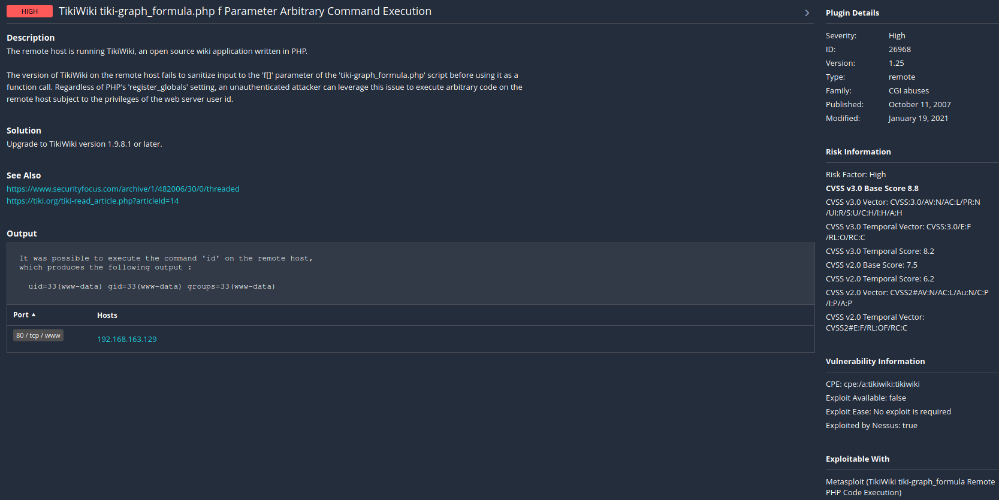 HIGH
TikiWiki tiki-graph_formula.php f Parameter Arbitrary Command Execution
Description
The remote host is running TikiWiki, an open source wiki application written in PHP.
The version of TikiWiki on the remote host fails to sanitize input to the 'f[]' parameter of the 'tiki-graph_formula.php' script before using it as a
function call. Regardless of PHP's 'register_globals' setting, an unauthenticated attacker can leverage this issue to execute arbitrary code on the
remote host subject to the privileges of the web server user id.
Solution
Upgrade to TikiWiki version 1.9.8.1 or later.
See Also
https://www.securityfocus.com/archive/1/482006/30/0/threaded
https://tiki.org/tiki-read_article.php?articleId=14
Output
It was possible to execute the command 'id' on the remote host,
which produces the following output :
uid=33(www-data) gid=33(www-data) groups=33(www-data)
Port ▲ Hosts
80 / tcp / www 192.168.163.129
Plugin Details
Severity: High
ID: 26968
Version: 1.25
Type: remote
Family: CGI abuses
Published: October 11, 2007
Modified: January 19, 2021
Risk Information
Risk Factor: High
CVSS v3.0 Base Score 8.8
CVSS v3.0 Vector: CVSS:3.0/AV:N/AC:L/PR:N
/UI:R/S:U/C:H/I:H/A:H
CVSS v3.0 Temporal Vector: CVSS:3.0/E:F
/RL:O/RC:C
CVSS v3.0 Temporal Score: 8.2
CVSS v2.0 Base Score: 7.5
CVSS v2.0 Temporal Score: 6.2
CVSS v2.0 Vector: CVSS2#AV:N/AC:L/Au:N/C:P
/I:P/A:P
CVSS v2.0 Temporal Vector:
CVSS2#E:F/RL:OF/RC:C
Vulnerability Information
CPE: cpe:/a:tikiwiki:tikiwiki
Exploit Available: false
Exploit Ease: No exploit is required
Exploited by Nessus: true
Exploitable With
Metasploit (TikiWiki tiki-graph_formula Remote
PHP Code Execution)